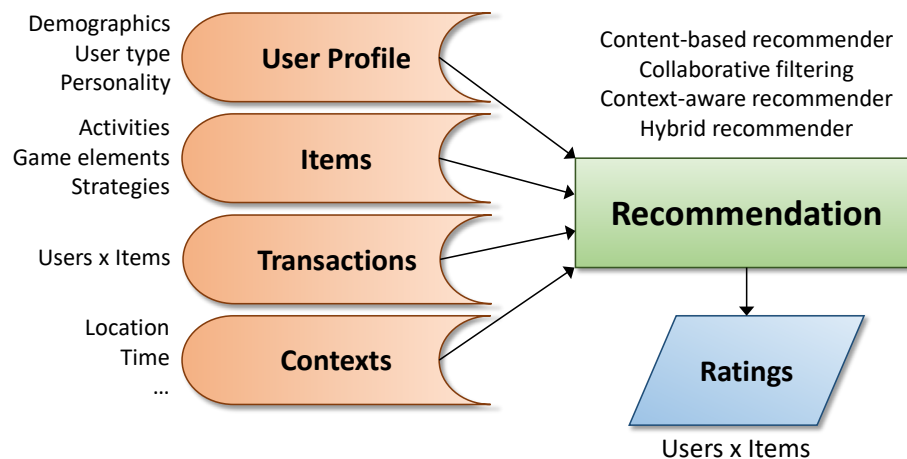 Demographics
User type
Personality
User Profile
Activities
Game elements
Strategies
Items
Users x Items
Transactions
Location
Time
...
Contexts
Content-based recommender
Collaborative filtering
Context-aware recommender
Hybrid recommender
Recommendation
Ratings
Users x Items